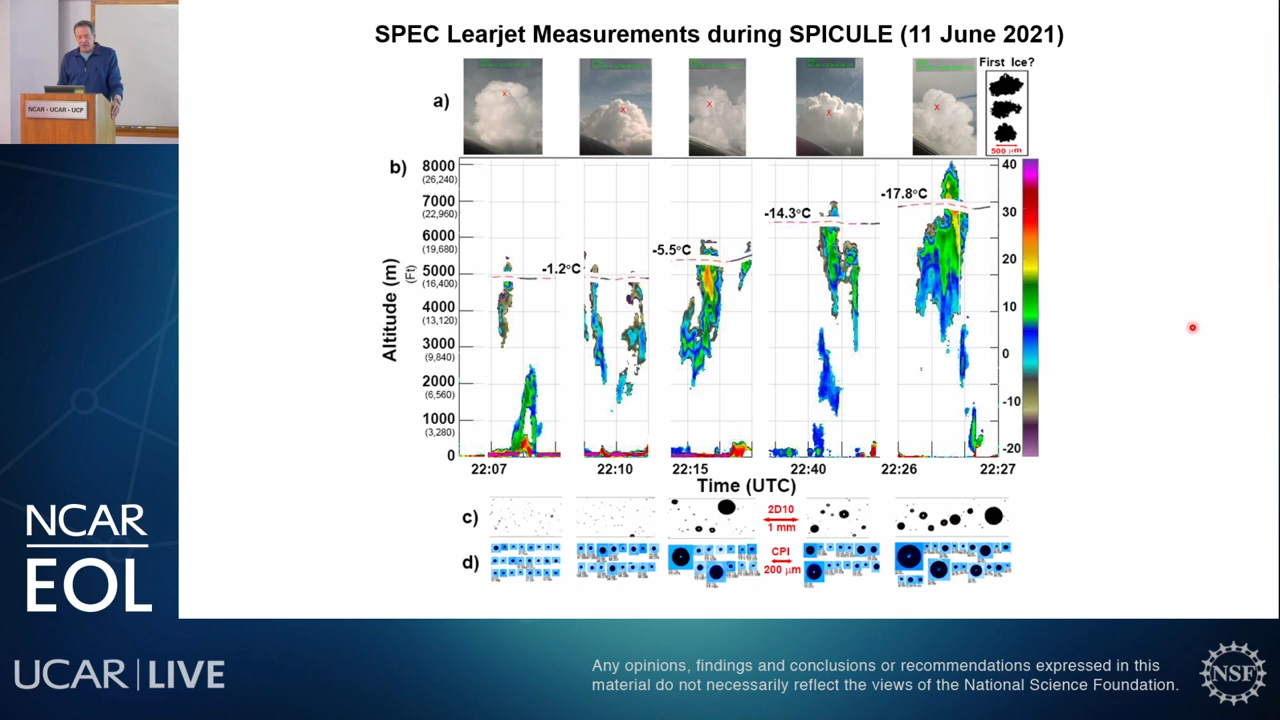 SPEC Learjet Measurements during SPICULE (11 June 2021)
NCAR • UCAR • UCP
First Ice?
a)
X
X
X
X
X
500 μm
b)
8000
(26,240)
7000
(22,960)
6000
(19,680)
5000
(16,400)
4000
(13,120)
3000
(9,840)
2000
(6,560)
1000
(3,280)
0
Altitude (m)
(Ft)
-1.2°C
-5.5°C
-14.3°C
-17.8°C
40
30
20
10
0
-10
-20
22:07
22:10
22:15
22:40
22:26
22:27
Time (UTC)
c)
2D10
1 mm
d)
CPI
200 μm
NCAR
EOL
UCAR | LIVE
Any opinions, findings and conclusions or recommendations expressed in this
material do not necessarily reflect the views of the National Science Foundation.
NSF